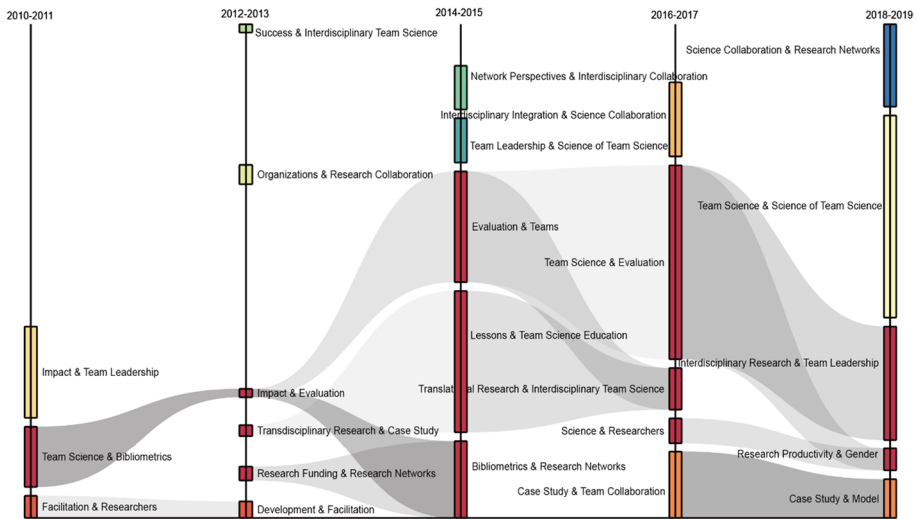 2010-2011
2012-2013
2014-2015
2016-2017
2018-2019
Impact & Team Leadership
Team Science & Bibliometrics
Facilitation & Researchers
Success & Interdisciplinary Team Science
Organizations & Research Collaboration
Impact & Evaluation
Transdisciplinary Research & Case Study
Research Funding & Research Networks
Development & Facilitation
Network Perspectives & Interdisciplinary Collaboration
Team Leadership & Science of Team Science
Evaluation & Teams
Lessons & Team Science Education
Bibliometrics & Research Networks
Interdisciplinary Integration & Science Collaboration
Team Science & Evaluation
Translational Research & Interdisciplinary Team Science
Science & Researchers
Case Study & Team Collaboration
Science Collaboration & Research Networks
Team Science & Science of Team Science
Interdisciplinary Research & Team Leadership
Research Productivity & Gender
Case Study & Model